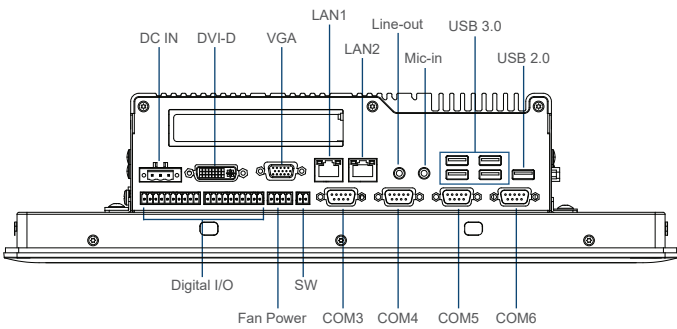 LAN1
Line-out
USB 3.0
DC IN
DVI-D
VGA
LAN2
Mic-in
USB 2.0
Digital I/O
SW
Fan Power
COM3
COM4
COM5
COM6